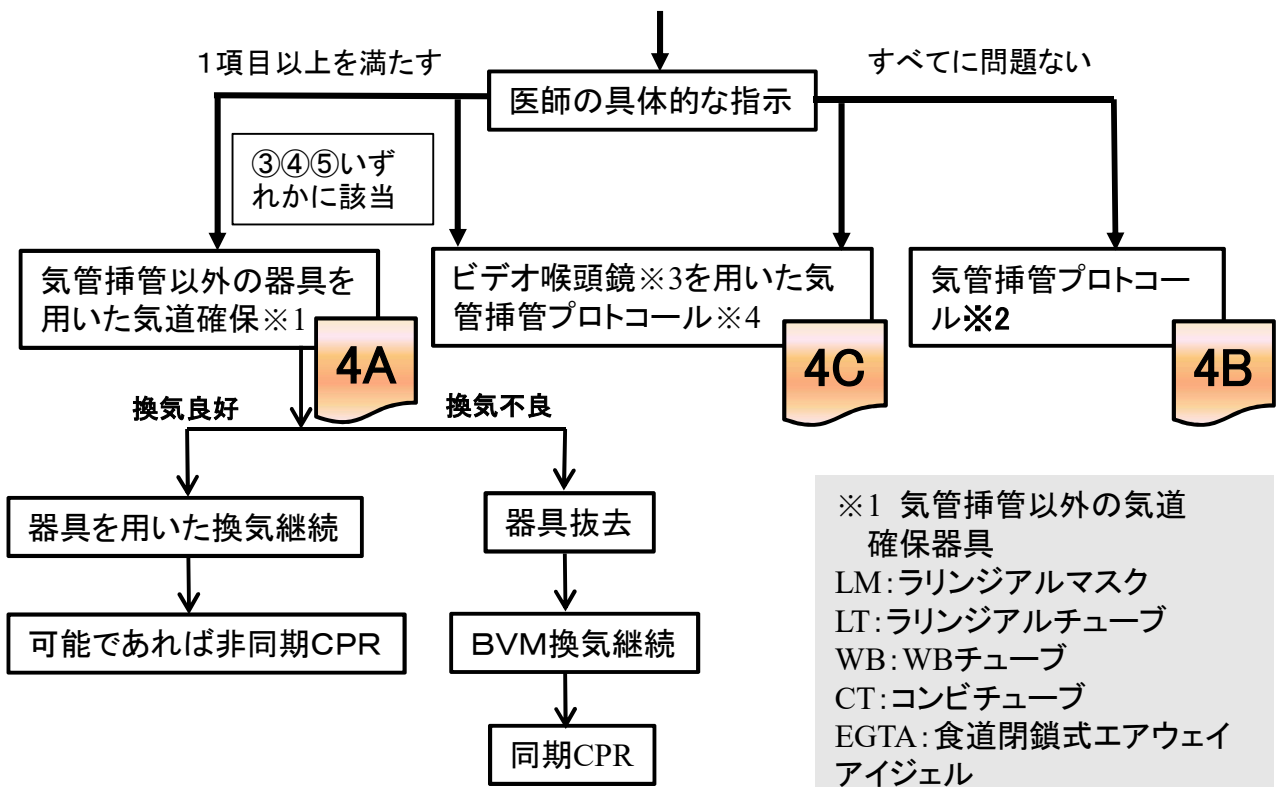 1項目以上を満たす
すべてに問題ない
医師の具体的な指示
③④⑤いず
れかに該当
気管挿管以外の器具を
用いた気道確保※1
4A
ビデオ喉頭鏡※3を用いた気
管挿管プロトコール※4
4C
気管挿管プロトコー
ル※2
4B
換気良好
換気不良
器具を用いた換気継続
器具抜去
可能であれば非同期CPR
BVM換気継続
同期CPR
※1 気管挿管以外の気道
確保器具
LM:ラリンジアルマスク
LT:ラリンジアルチューブ
WB:WBチューブ
CT:コンビチューブ
EGTA:食道閉鎖式エアウェイ
アイジェル